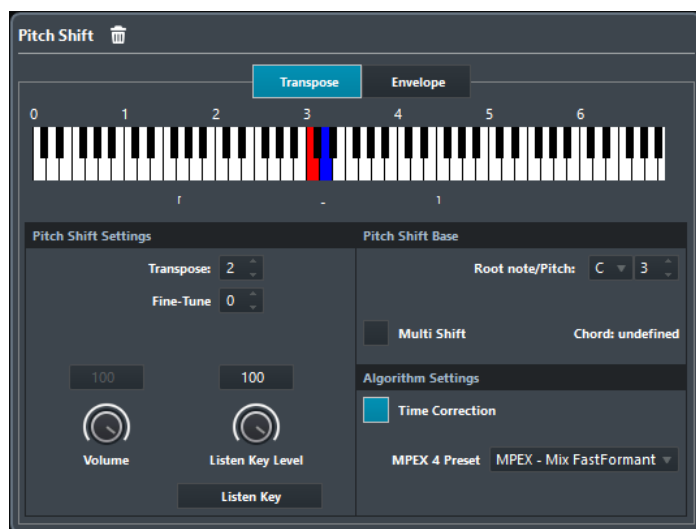 Pitch Shift
Transpose Envelope
0 1 2 3 4 5 6
Pitch Shift Settings
Transpose: 2
Fine-Tune 0
100 100
Volume Listen Key Level
Listen Key
Pitch Shift Base
Root note/Pitch: C 3
Multi Shift Chord: undefined
Algorithm Settings
Time Correction
MPEX 4 Preset MPEX - Mix FastFormant